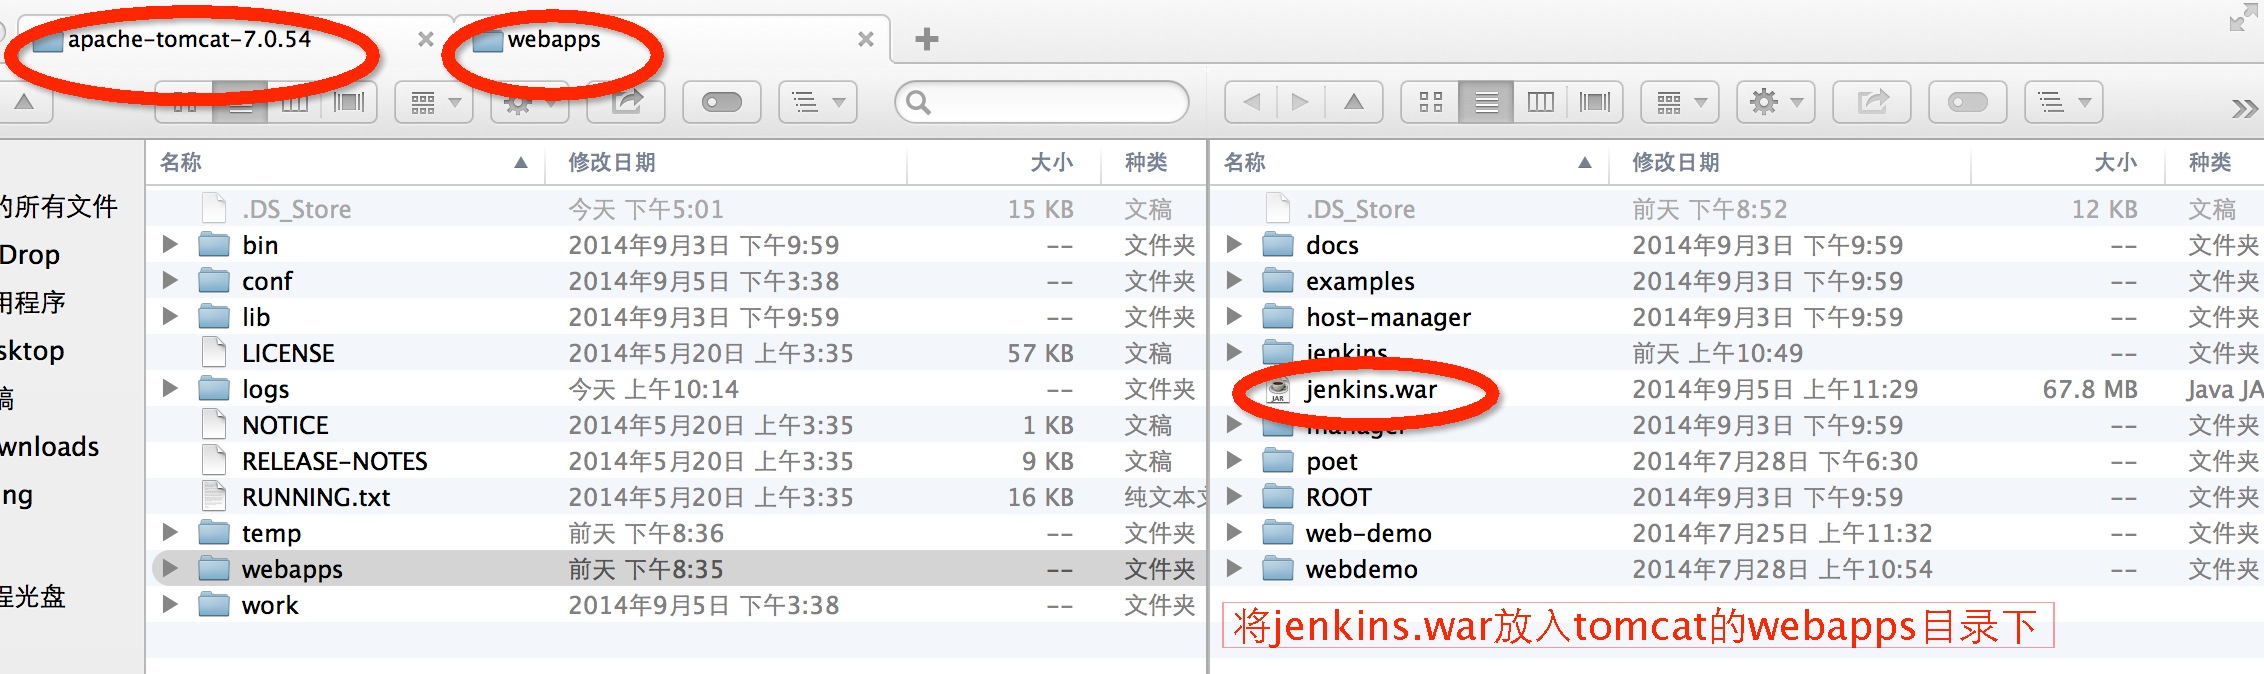 apache-tomcat-7.0.54
webapps
名称 修改日期 大小 种类
的所有文件
Drop
用程序
sktop
稿
wnloads
ng
程光盘
.DS_Store 今天 下午5:01 15 KB 文稿
bin 2014年9月3日 下午9:59 -- 文件夹
conf 2014年9月5日 下午3:38 -- 文件夹
lib 2014年9月3日 下午9:59 -- 文件夹
LICENSE 2014年5月20日 上午3:35 57 KB 文稿
logs 今天 上午10:14 -- 文件夹
NOTICE 2014年5月20日 上午3:35 1 KB 文稿
RELEASE-NOTES 2014年5月20日 上午3:35 9 KB 文稿
RUNNING.txt 2014年5月20日 上午3:35 16 KB 纯文本文
temp 前天 下午8:36 -- 文件夹
webapps 前天 下午8:35 -- 文件夹
work 2014年9月5日 下午3:38 -- 文件夹
名称 修改日期 大小 种类
.DS_Store 前天 下午8:52 12 KB 文稿
docs 2014年9月3日 下午9:59 -- 文件夹
examples 2014年9月3日 下午9:59 -- 文件夹
host-manager 2014年9月3日 下午9:59 -- 文件夹
jenkins 前天 上午10:49 -- 文件夹
jenkins.war 2014年9月5日 上午11:29 67.8 MB Java JA
manager 2014年9月3日 下午9:59 -- 文件夹
poet 2014年7月28日 下午6:30 -- 文件夹
ROOT 2014年9月3日 下午9:59 -- 文件夹
web-demo 2014年7月25日 上午11:32 -- 文件夹
webdemo 2014年7月28日 上午10:54 -- 文件夹
将jenkins.war放入tomcat的webapps目录下